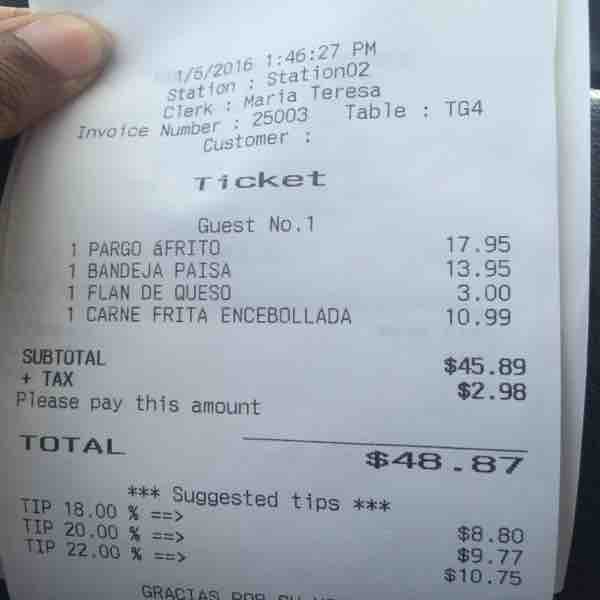 1/5/2016 1:46:27 PM
Station : Station02
Clerk : Maria Teresa
Invoice Number : 25003 Table : TG4
Customer :
Ticket
Guest No.1
1 PARGO áFRITO 17.95
1 BANDEJA PAISA 13.95
1 FLAN DE QUESO 3.00
1 CARNE FRITA ENCEBOLLADA 10.99
SUBTOTAL $45.89
+ TAX $2.98
Please pay this amount
TOTAL $48.87
*** Suggested tips ***
TIP 18.00 % ==> $8.80
TIP 20.00 % ==> $9.77
TIP 22.00 % ==> $10.75
GRACIAS POR SU